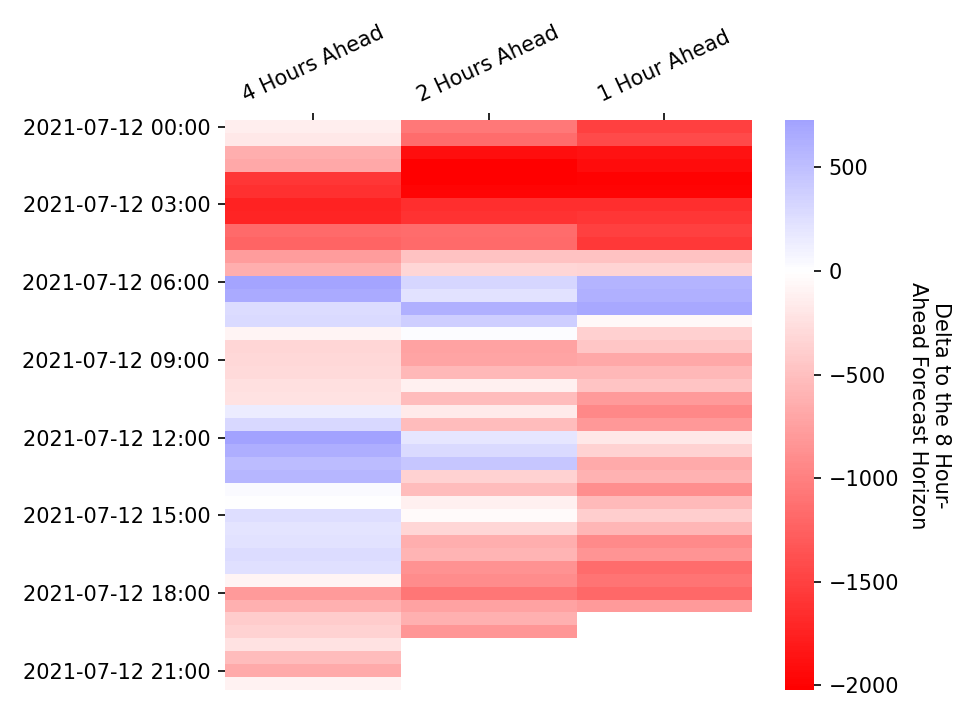 4 Hours Ahead
2 Hours Ahead
1 Hour Ahead
2021-07-12 00:00
2021-07-12 03:00
2021-07-12 06:00
2021-07-12 09:00
2021-07-12 12:00
2021-07-12 15:00
2021-07-12 18:00
2021-07-12 21:00
500
0
−500
−1000
−1500
−2000
Delta to the 8 Hour-
Ahead Forecast Horizon